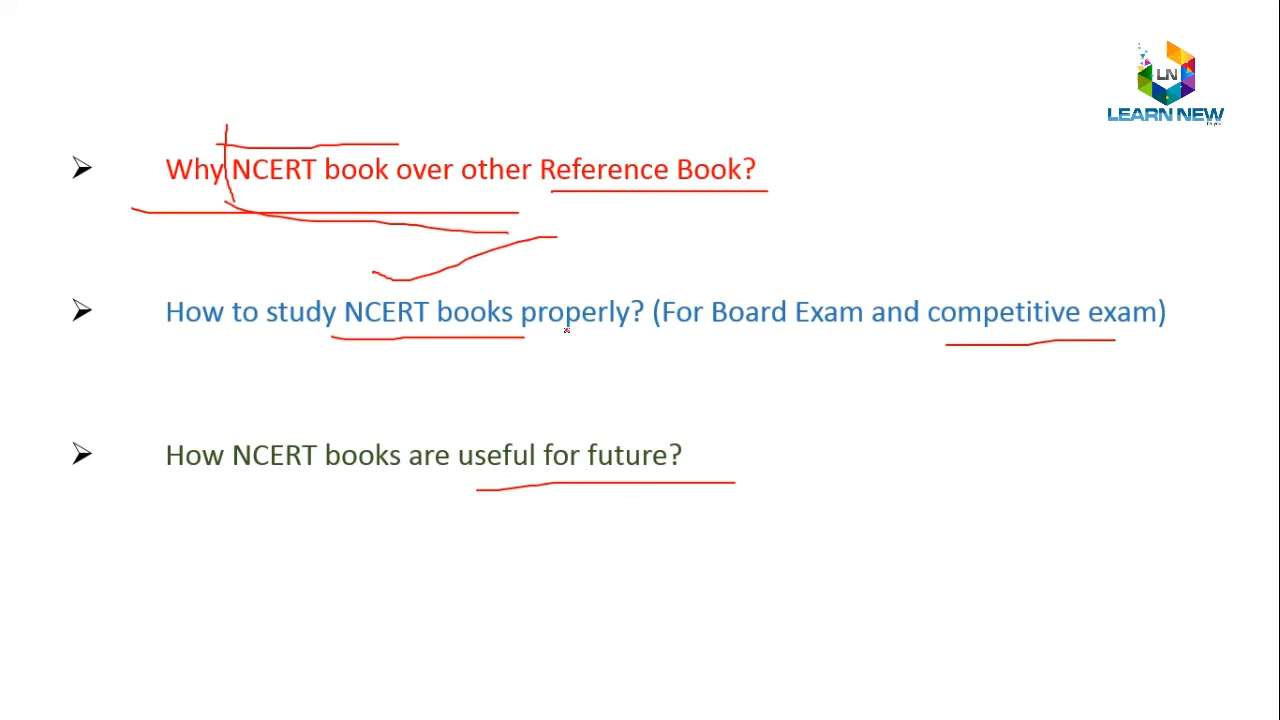 LN
LEARN NEW
Why NCERT book over other Reference Book?
How to study NCERT books properly? (For Board Exam and competitive exam)
How NCERT books are useful for future?